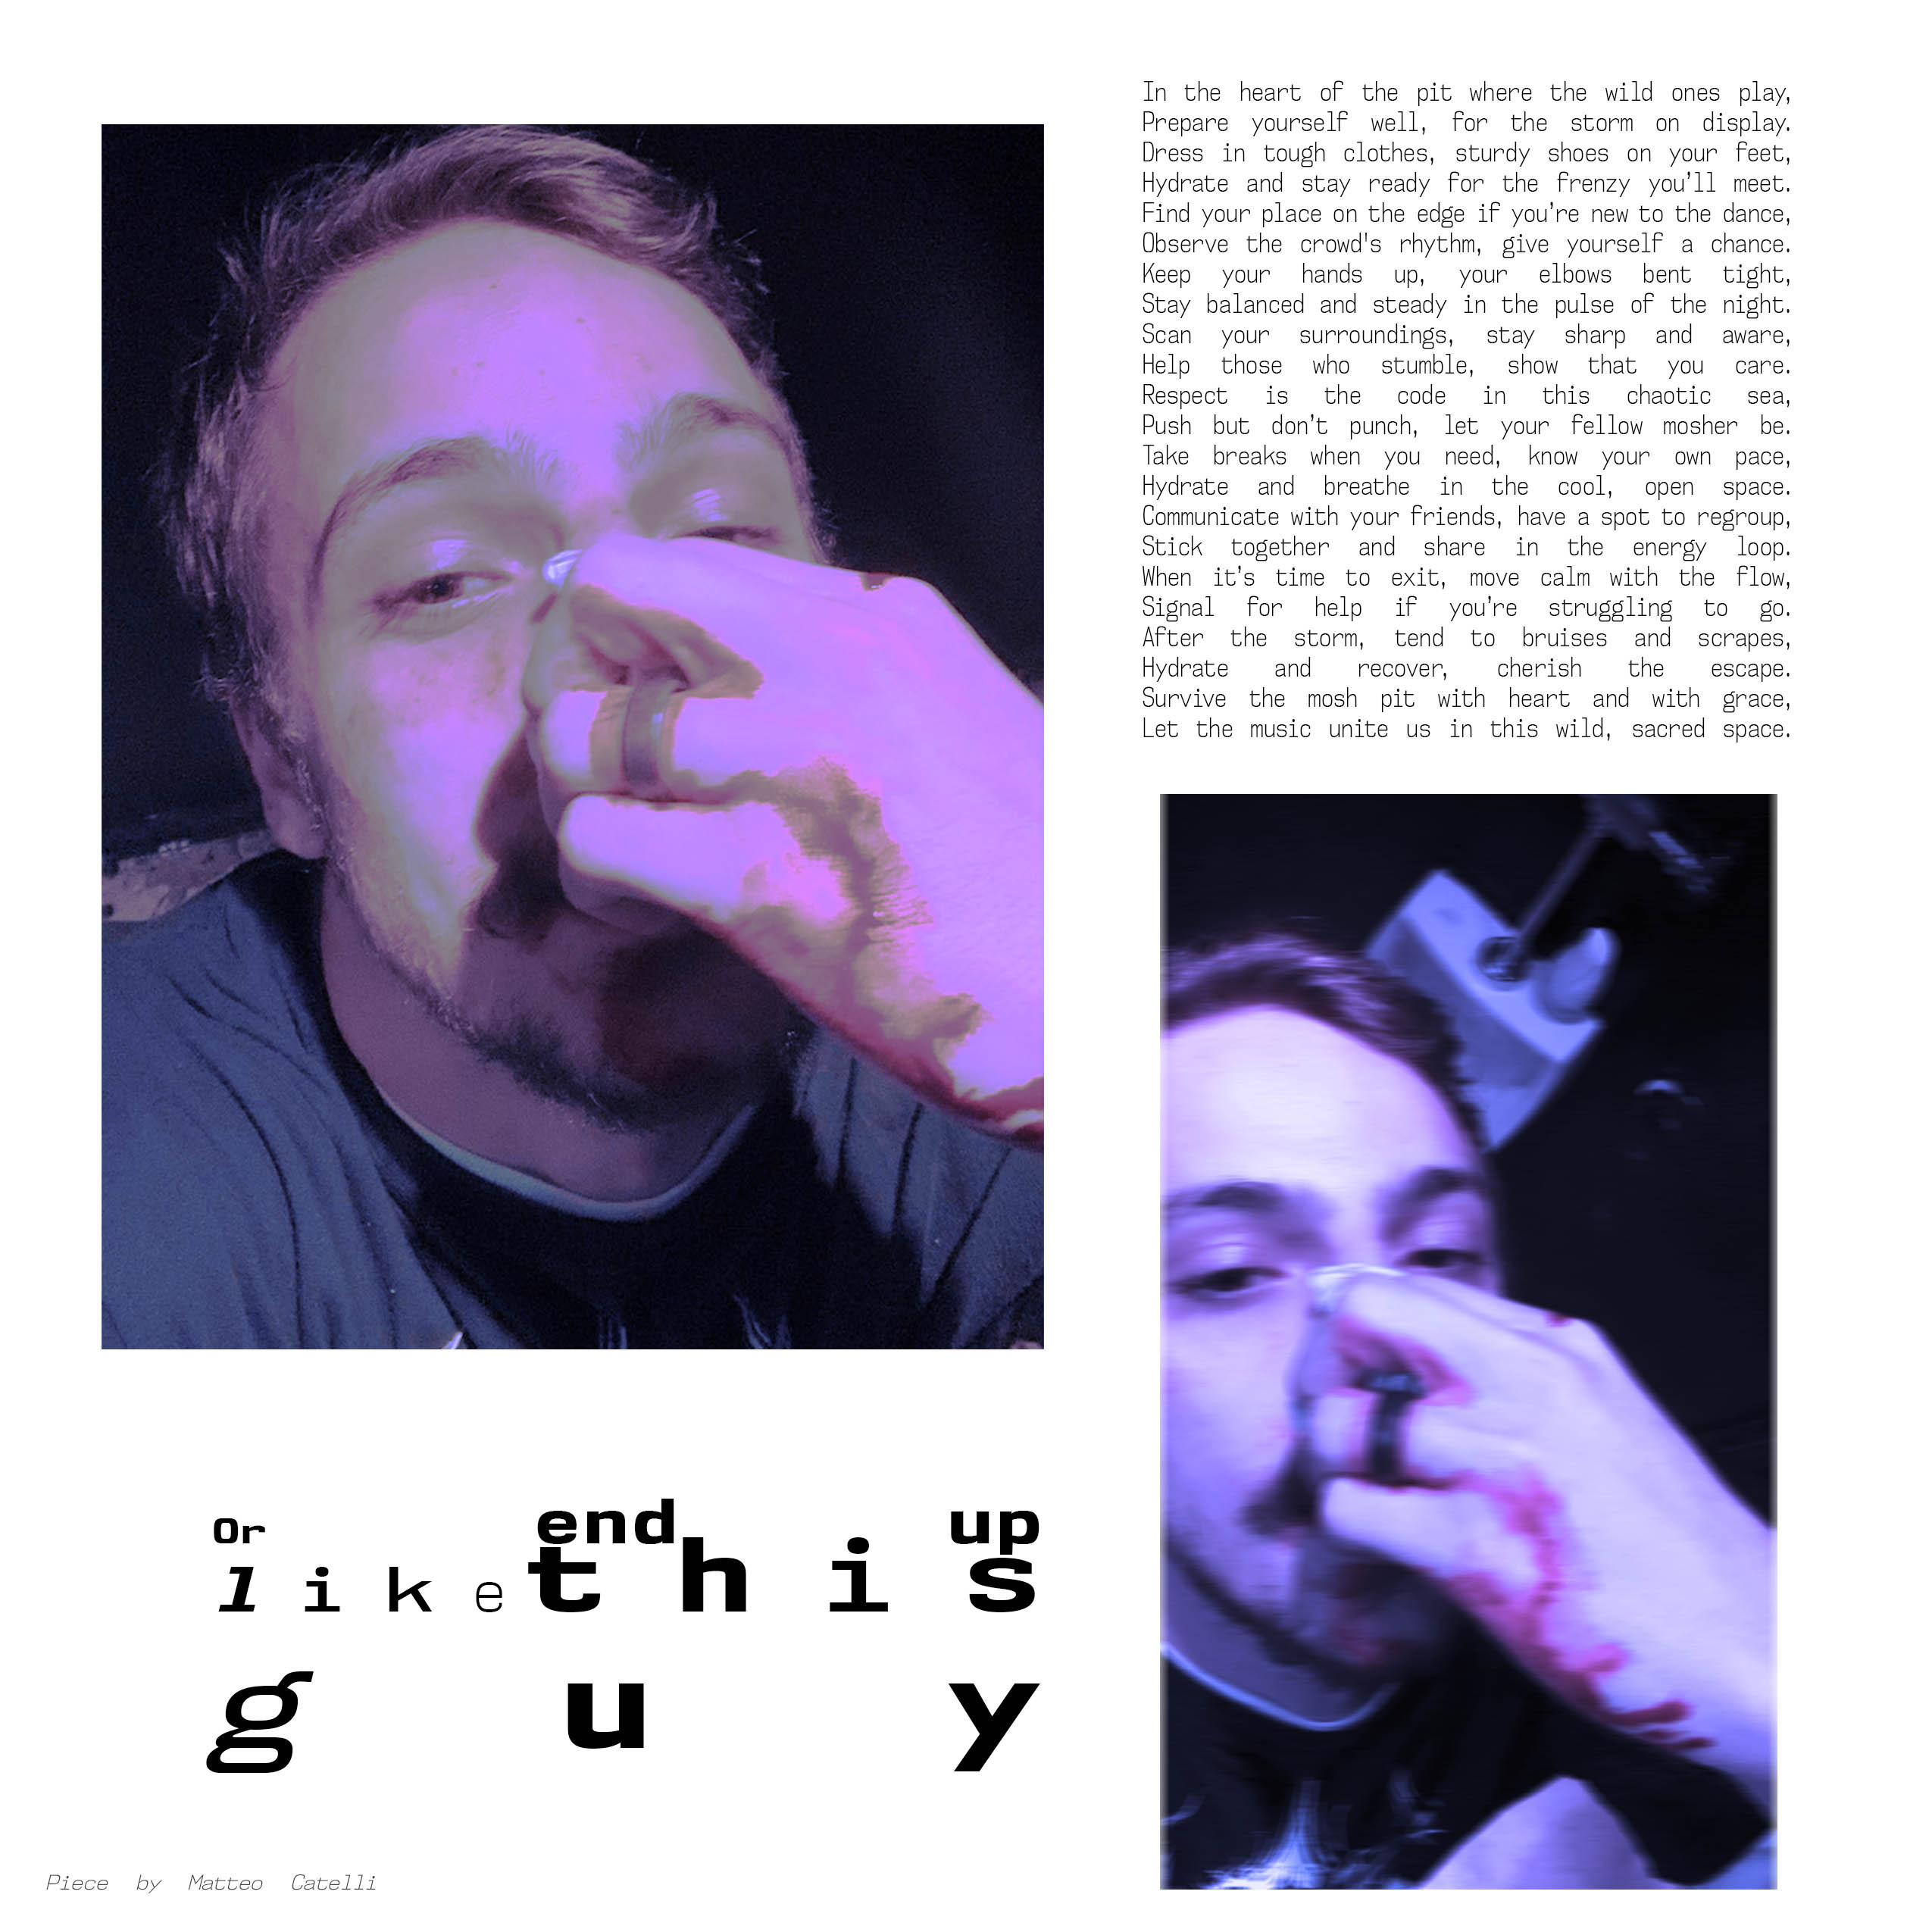 In the heart of the pit where the wild ones play,
Prepare yourself well, for the storm on display.
Dress in tough clothes, sturdy shoes on your feet,
Hydrate and stay ready for the frenzy you’ll meet.
Find your place on the edge if you’re new to the dance,
Observe the crowd's rhythm, give yourself a chance.
Keep your hands up, your elbows bent tight,
Stay balanced and steady in the pulse of the night.
Scan your surroundings, stay sharp and aware,
Help those who stumble, show that you care.
Respect is the code in this chaotic sea,
Push but don’t punch, let your fellow mosher be.
Take breaks when you need, know your own pace,
Hydrate and breathe in the cool, open space.
Communicate with your friends, have a spot to regroup,
Stick together and share in the energy loop.
When it’s time to exit, move calm with the flow,
Signal for help if you’re struggling to go.
After the storm, tend to bruises and scrapes,
Hydrate and recover, cherish the escape.
Survive the mosh pit with heart and with grace,
Let the music unite us in this wild, sacred space.
Or end up
like this
guy
Piece by Matteo Catelli